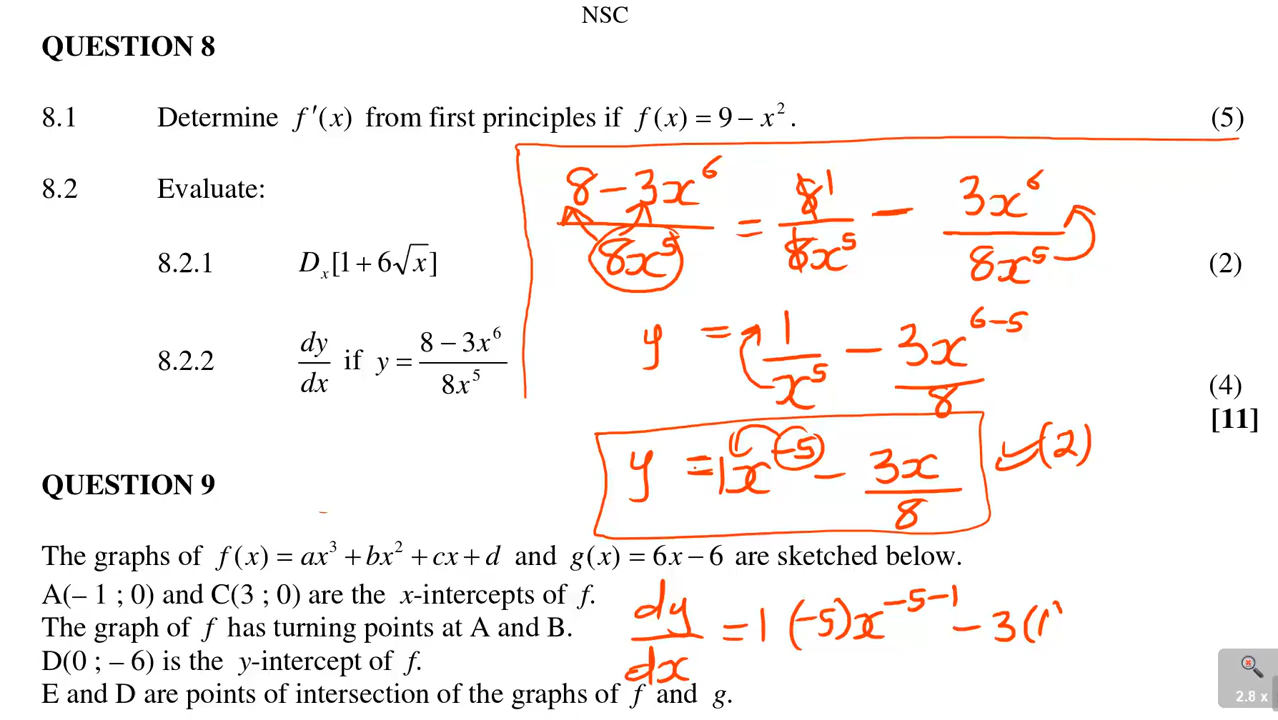 NSC
QUESTION 8
8.1 Determine f′(x) from first principles if f(x) = 9 − x². (5)
8.2 Evaluate:
8 − 3x⁶ / 8x⁵ = 8 1 / 8x⁵ − 3x⁶ / 8x⁵
8.2.1 Dₓ[1 + 6√x] (2)
8.2.2 dy/dx if y = (8 − 3x⁶)/(8x⁵) (4)
y = 1/x⁵ − 3x⁶⁻⁵/8
[11]
y = 1x⁻⁵ − 3x/8 ✓(2)
QUESTION 9
The graphs of f(x) = ax³ + bx² + cx + d and g(x) = 6x − 6 are sketched below.
A(– 1 ; 0) and C(3 ; 0) are the x-intercepts of f.
The graph of f has turning points at A and B.
D(0 ; – 6) is the y-intercept of f.
E and D are points of intersection of the graphs of f and g.
dy/dx = 1(−5)x⁻⁵⁻¹ − 3(1
2.8 x